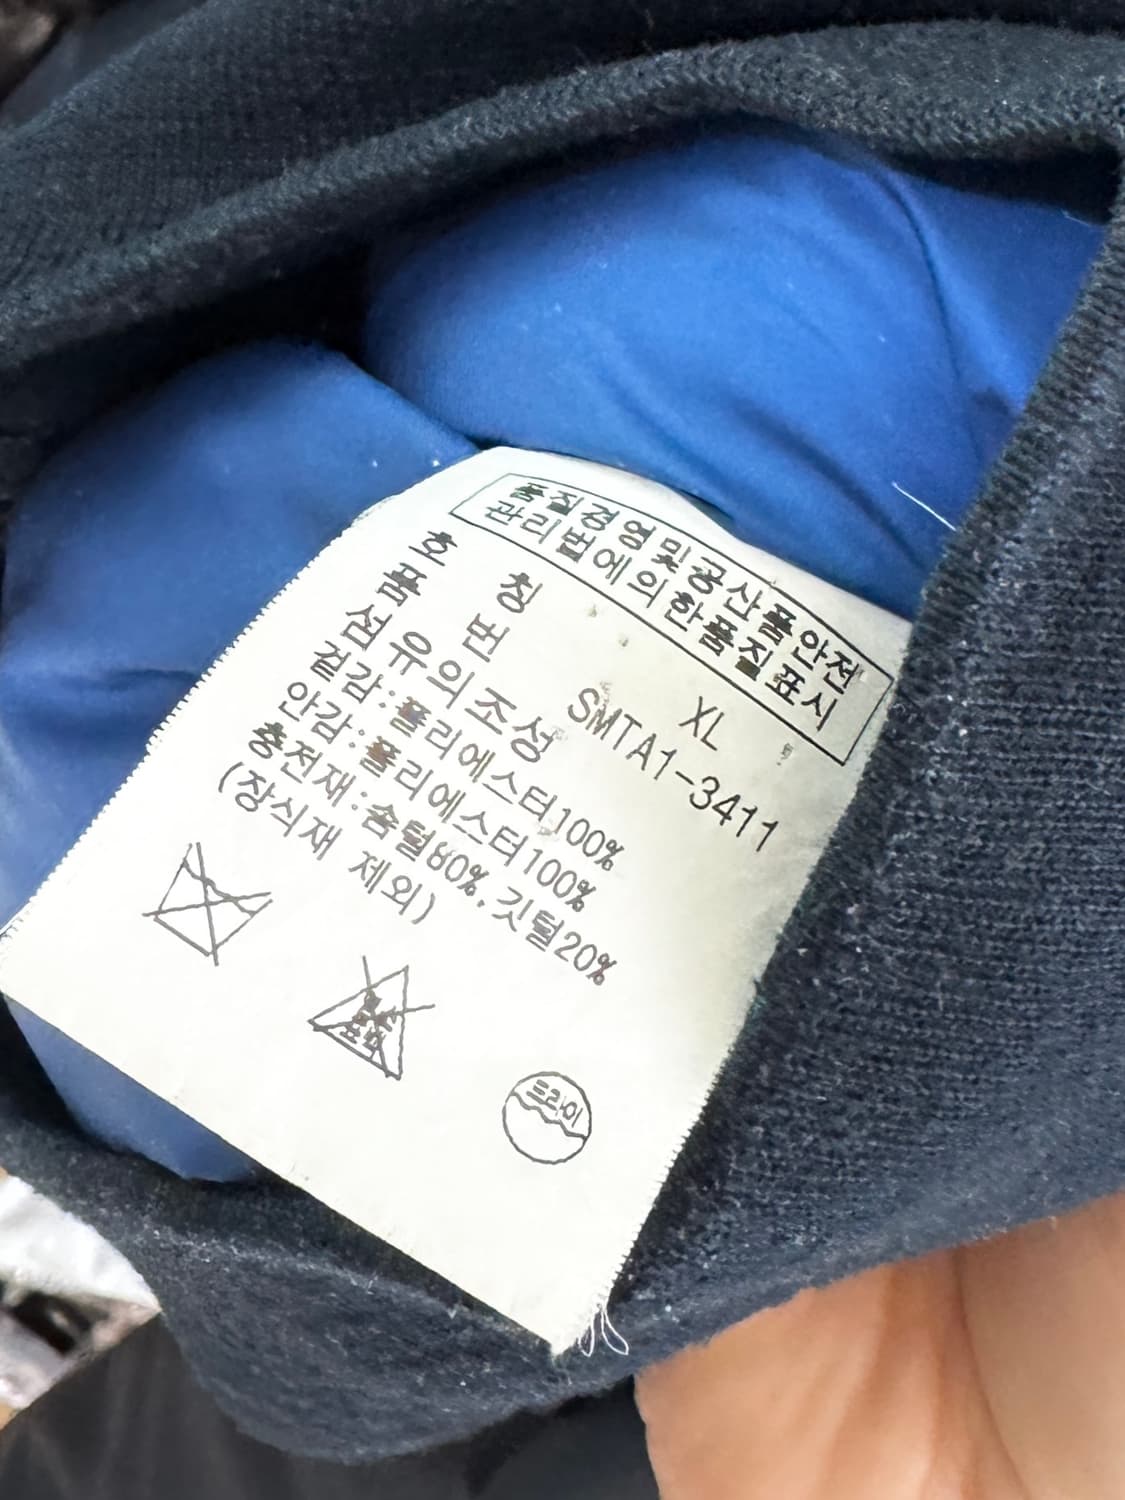 품질경영및공산품안전
관리법에의한품질표시
호 칭 XL
품 번 SMTA1-3411
섬유의조성
겉감:폴리에스터100%
안감:폴리에스터100%
충전재:솜털80%,깃털20%
(장식재 제외)
드라이